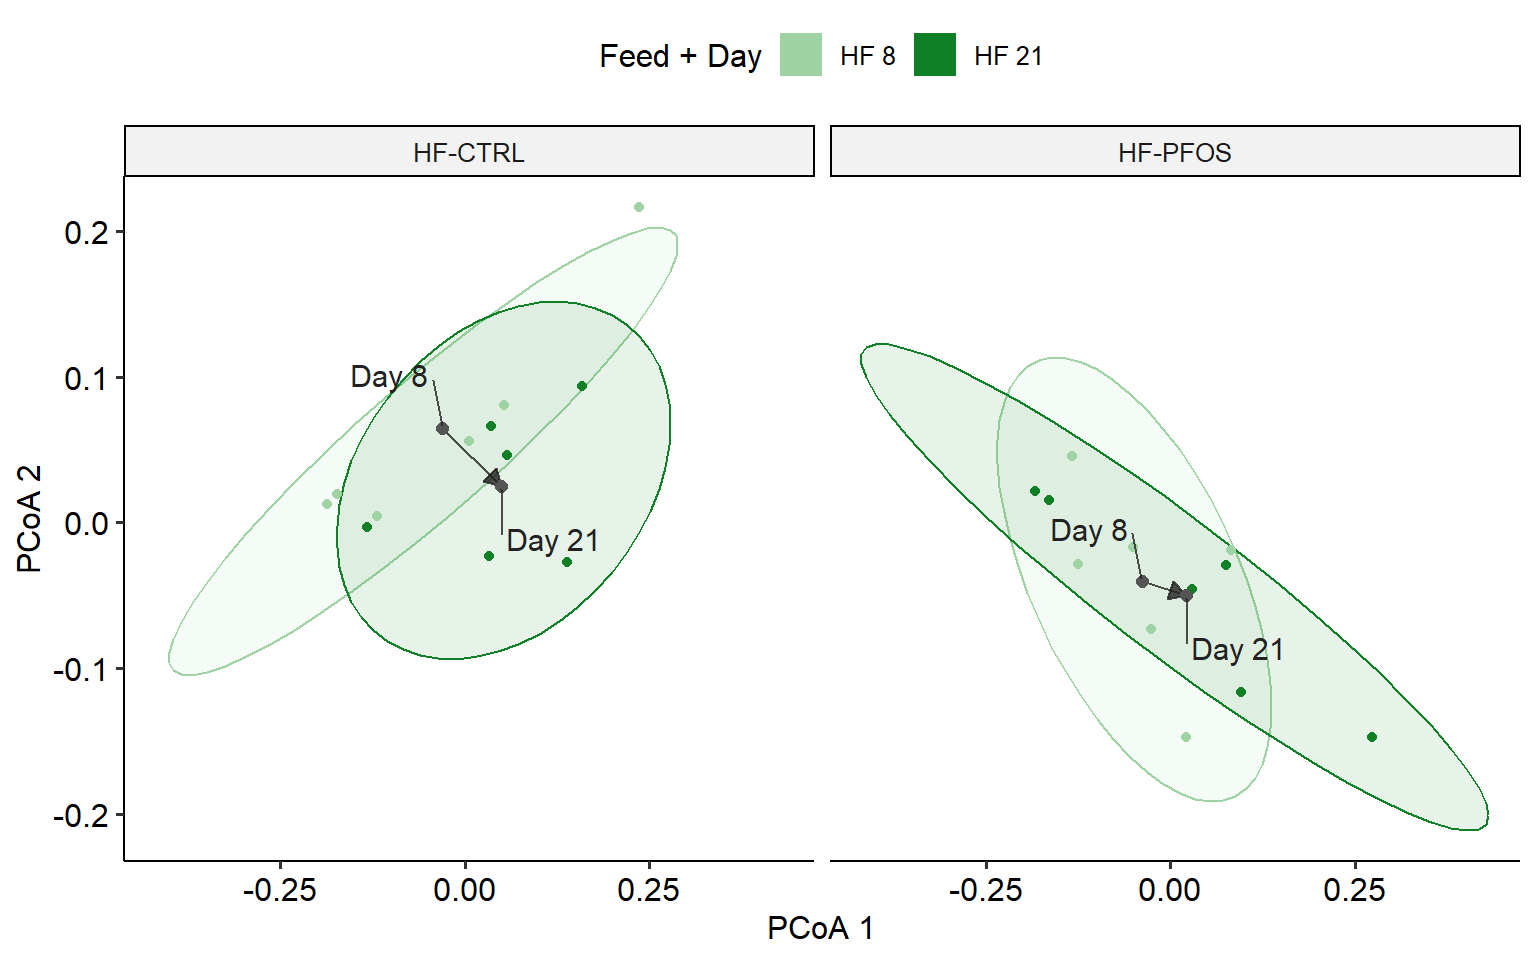 Feed + Day HF 8 HF 21
HF-CTRL HF-PFOS
0.2
0.1
0.0
-0.1
-0.2
PCoA 2
Day 8
Day 21
Day 8
Day 21
-0.25 0.00 0.25 -0.25 0.00 0.25
PCoA 1